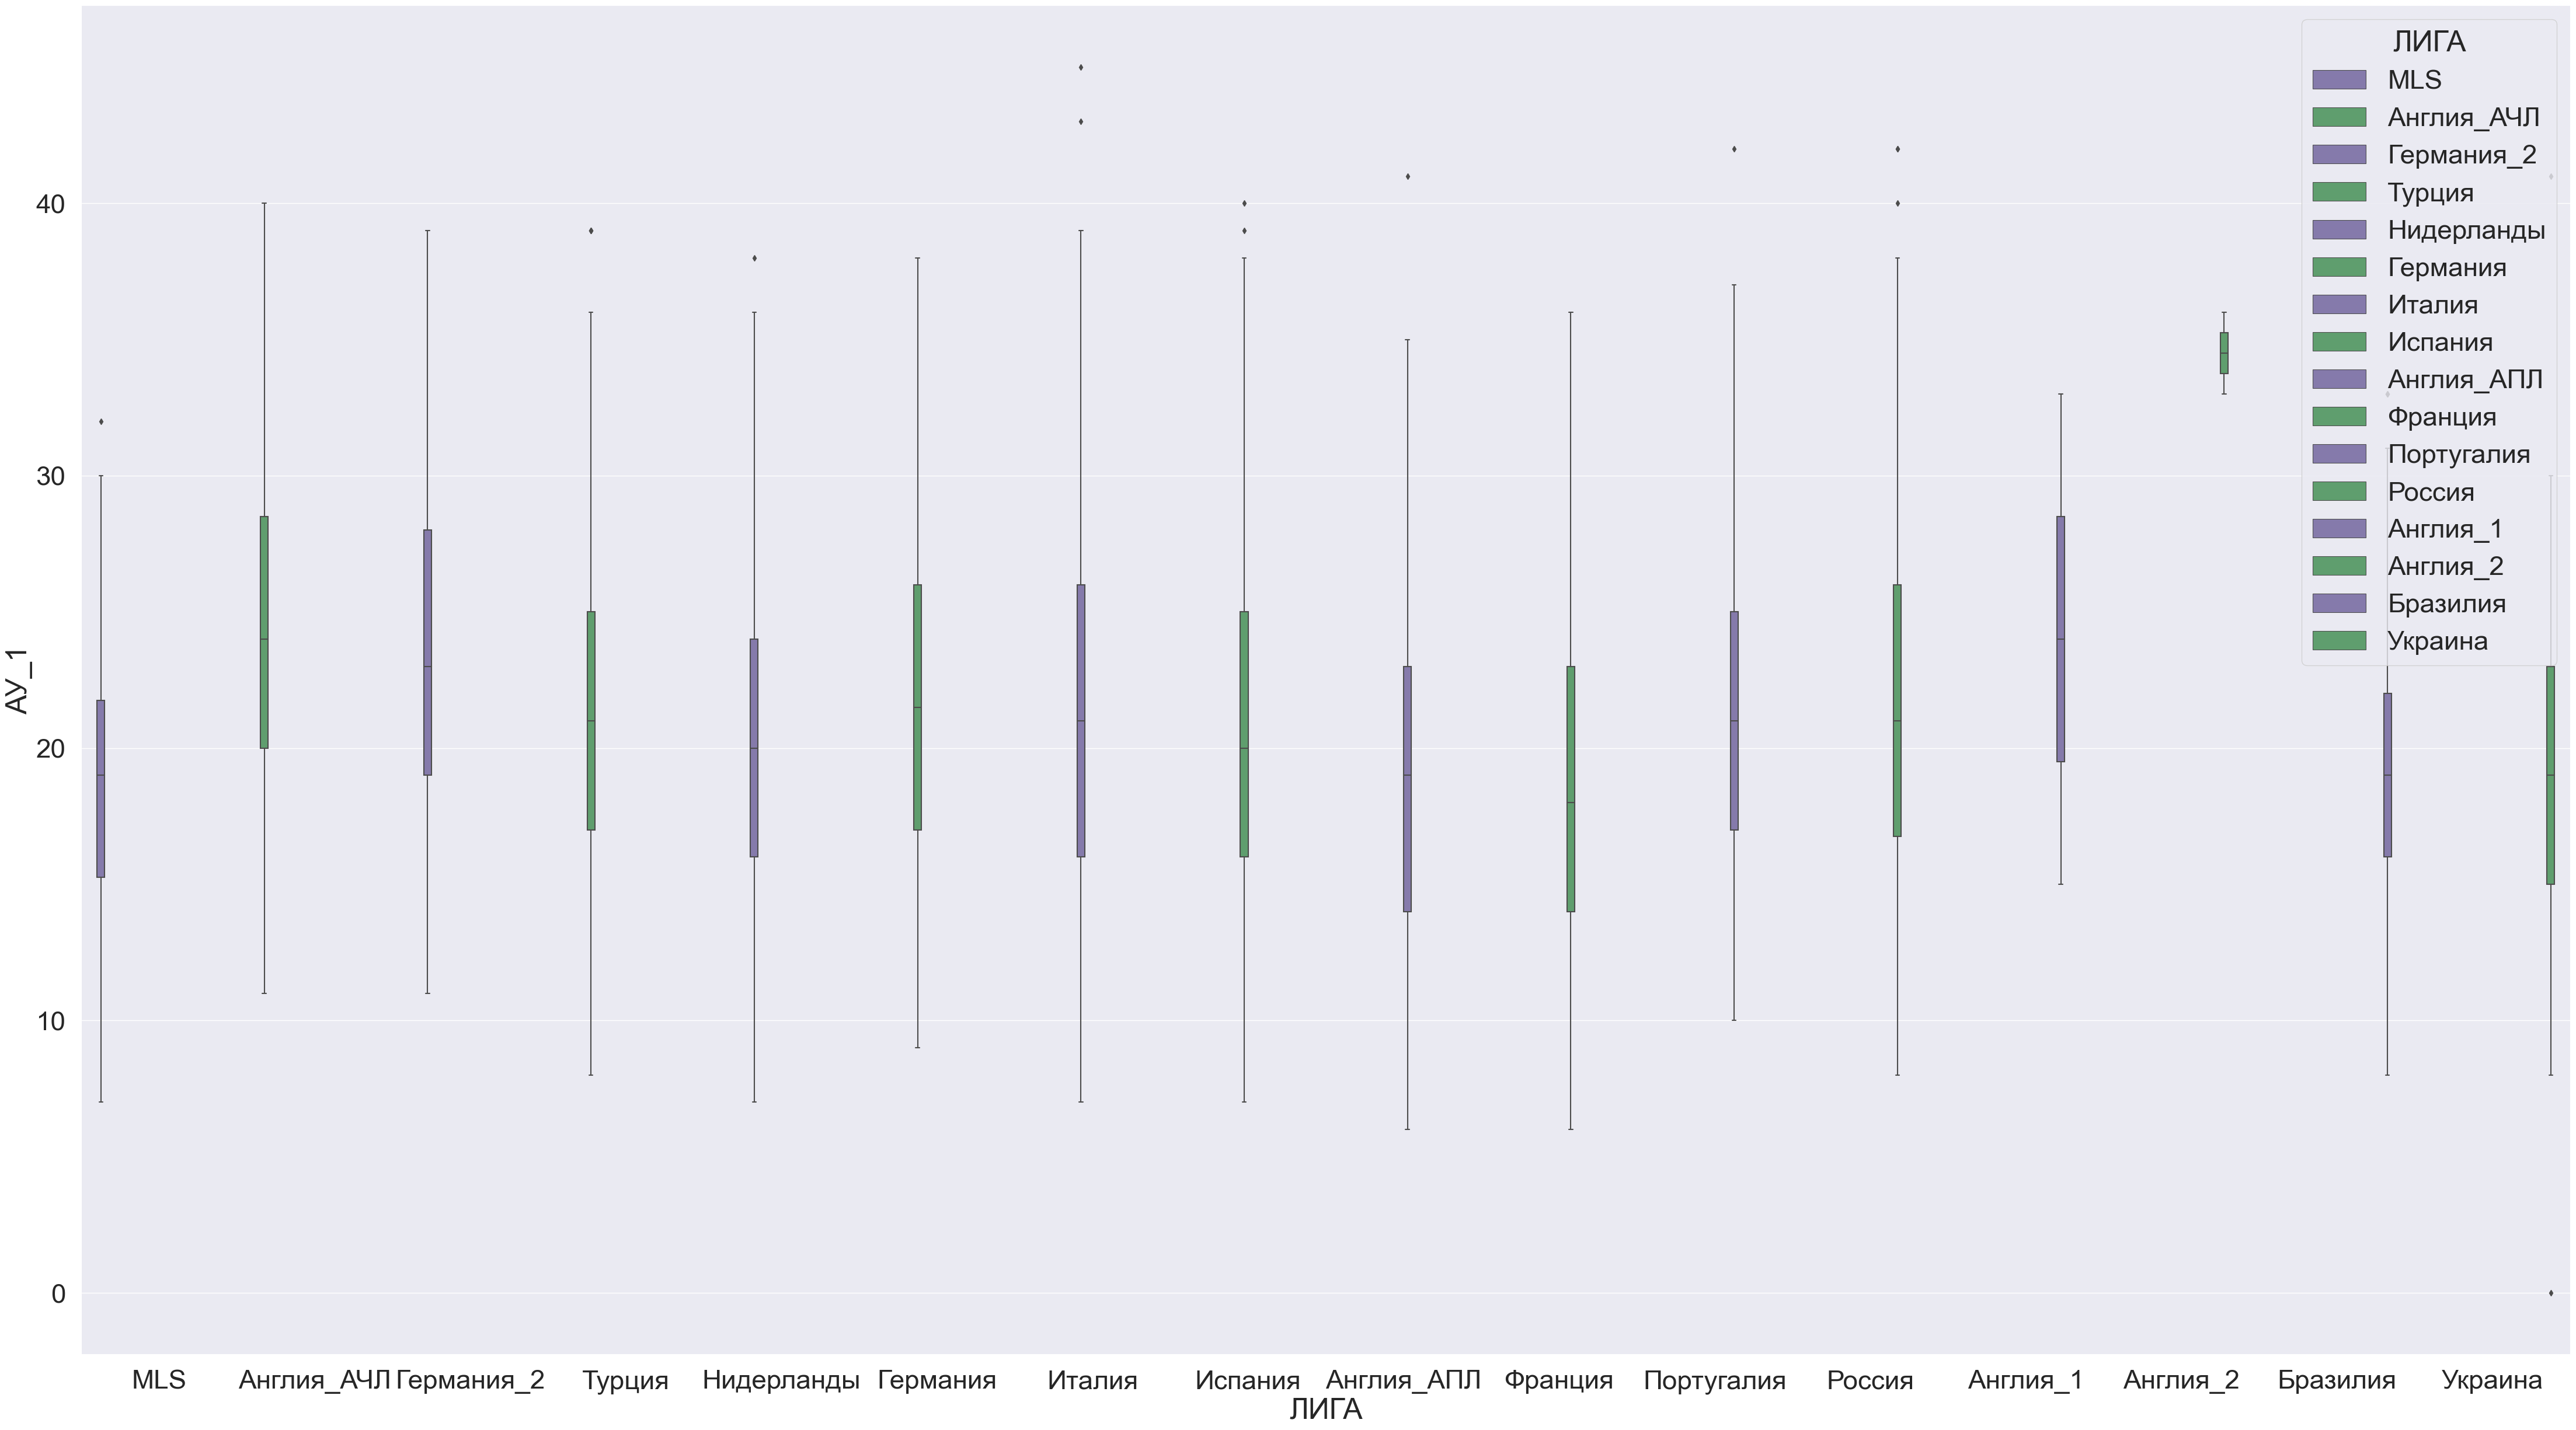 ЛИГА
MLS
Англия_АЧЛ
Германия_2
Турция
Нидерланды
Германия
Италия
Испания
Англия_АПЛ
Франция
Португалия
Россия
Англия_1
Англия_2
Бразилия
Украина
АУ_1
40
30
20
10
0
MLS Англия_АЧЛ Германия_2 Турция Нидерланды Германия Италия Испания Англия_АПЛ Франция Португалия Россия Англия_1 Англия_2 Бразилия Украина
ЛИГА